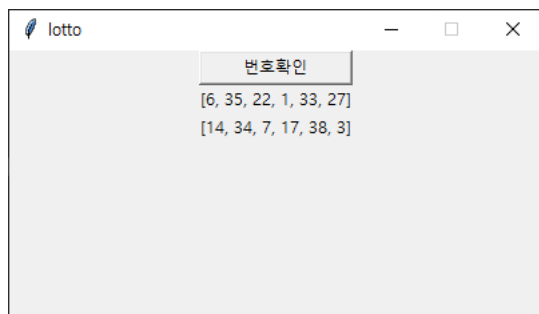 lotto
번호확인
[6, 35, 22, 1, 33, 27]
[14, 34, 7, 17, 38, 3]